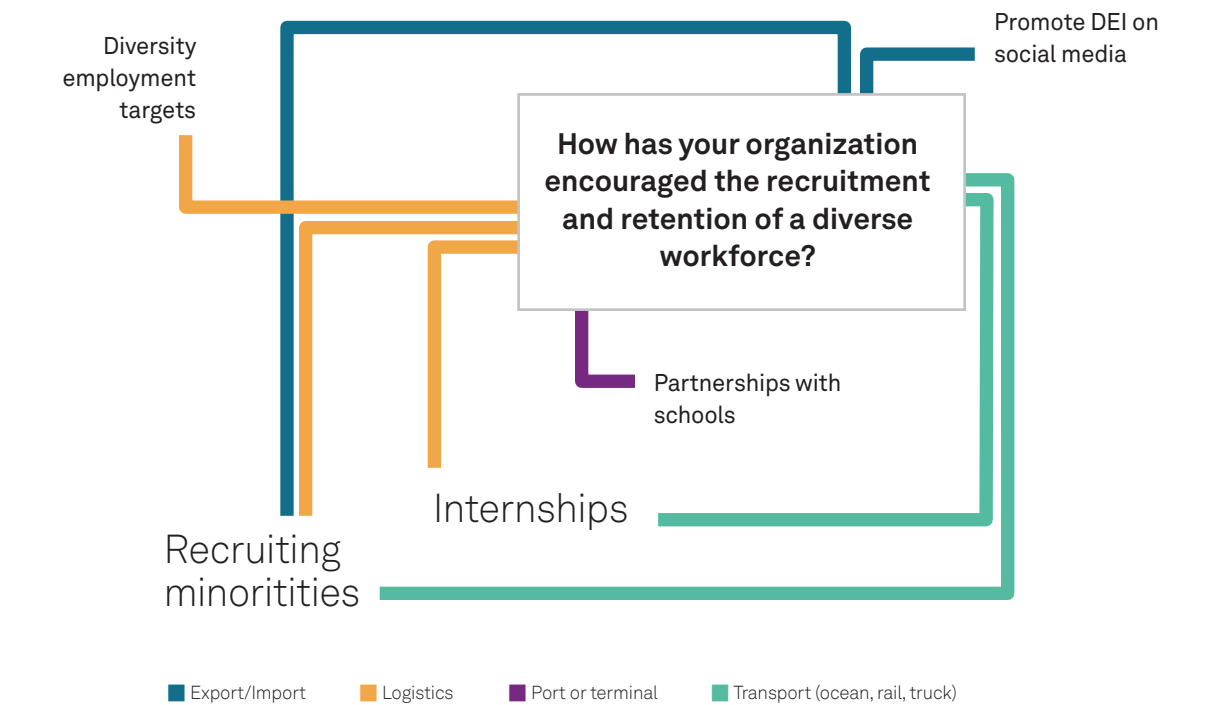 Promote DEI on
social media
Diversity
employment
targets
How has your organization
encouraged the recruitment
and retention of a diverse
workforce?
Partnerships with
schools
Internships
Recruiting
minoritities
Export/Import
Logistics
Port or terminal
Transport (ocean, rail, truck)